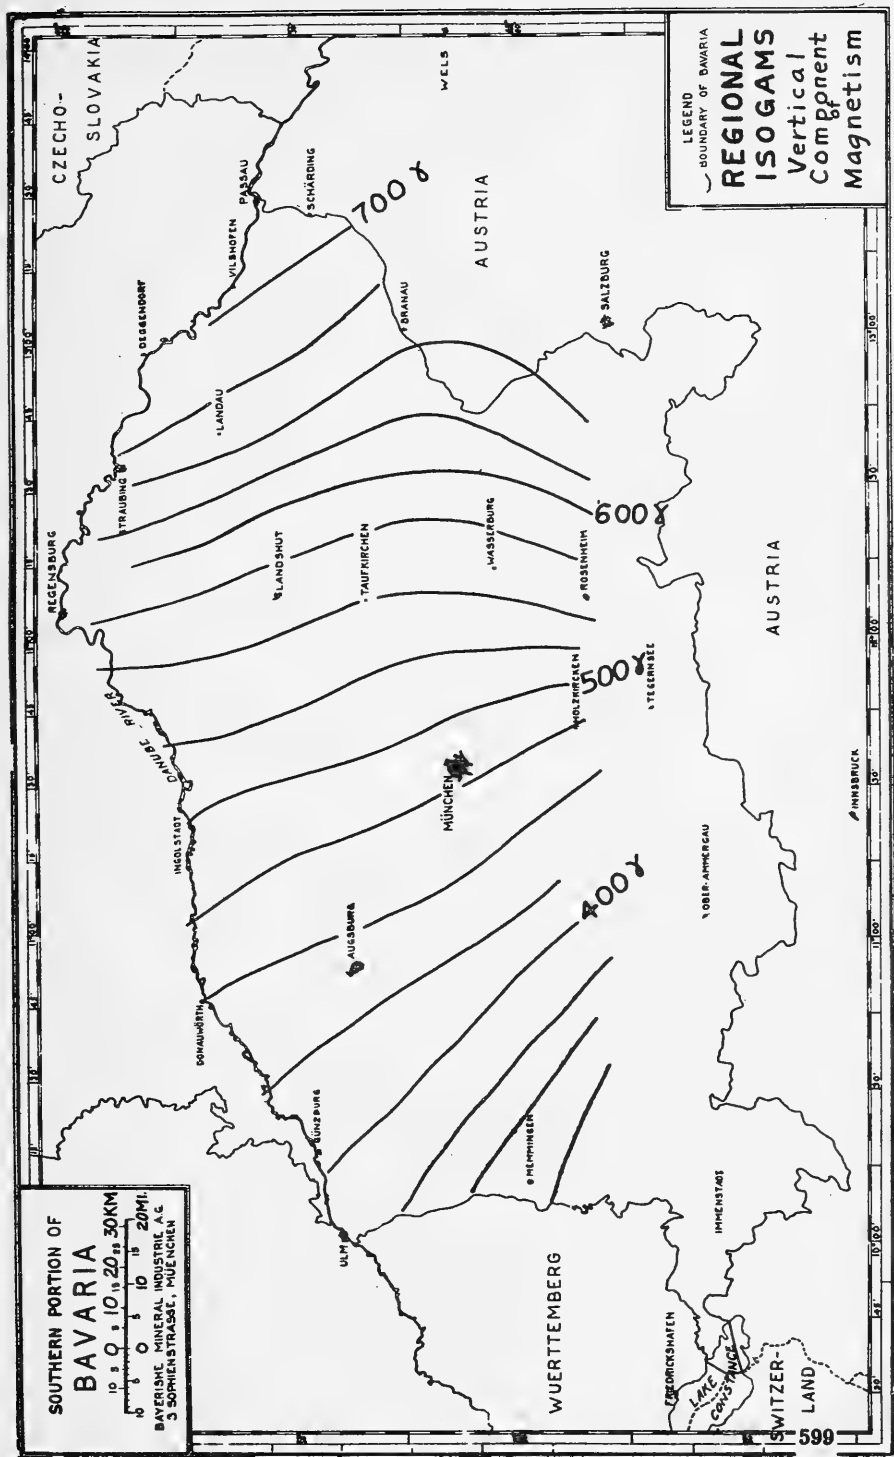 SOUTHERN PORTION OF
BAVARIA
10 5 0 5 10 15 20 25 30KM
10 5 0 5 10 15 20MI.
BAYERISHE MINERAL INDUSTRIE A.G.
3 SOPHIENSTRASSE, MÜENCHEN
LEGEND
BOUNDARY OF BAVARIA
REGIONAL
ISOGAMS
Vertical
Component
of
Magnetism
CZECHO-
SLOVAKIA
WELS
PASSAU
SCHÄRDING
VILSHOFEN
700 γ
AUSTRIA
DEGGENDORF
BRANAU
SALZBURG
LANDAU
STRAUBING
REGENSBURG
LANDSHUT
TAUFKIRCHEN
WASSERBURG
600 γ
ROSENHEIM
AUSTRIA
DANUBE-RIVER
HOLZKIRCKEN
500 γ
TEGERNSEE
MÜNCHEN
INGOLSTADT
INNSBRUCK
AUGSBURG
400 γ
OBER-AMMERGAU
DONAUWÖRTH
GÜNZBURG
MEMMINGEN
ULM
IMMENSTADT
WUERTTEMBERG
FRIEDRICKSHAFEN
LAKE
CONSTANCE
SWITZER-
LAND
599